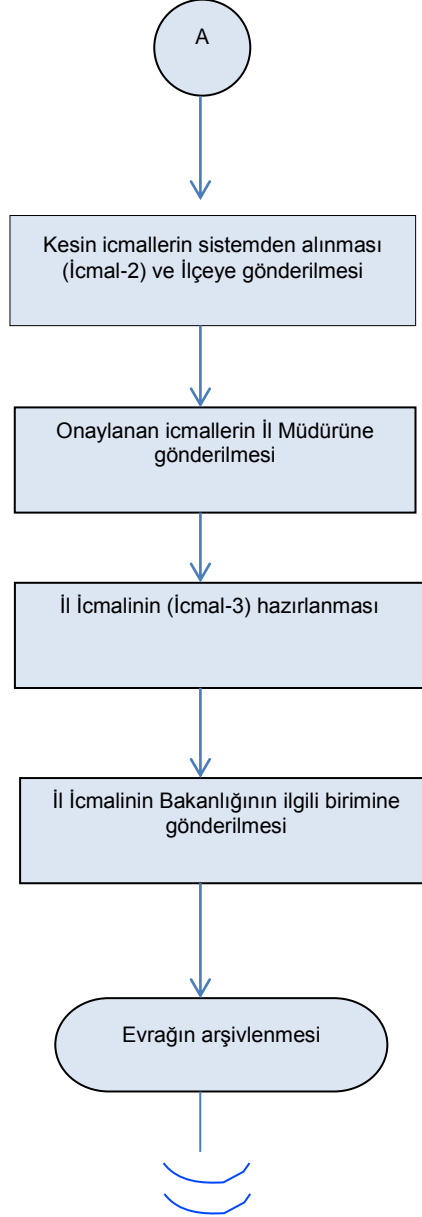 A
Kesin icmallerin sistemden alınması
(İcmal-2) ve İlçeye gönderilmesi
Onaylanan icmallerin İl Müdürüne
gönderilmesi
İl İcmalinin (İcmal-3) hazırlanması
İl İcmalinin Bakanlığının ilgili birimine
gönderilmesi
Evrağın arşivlenmesi